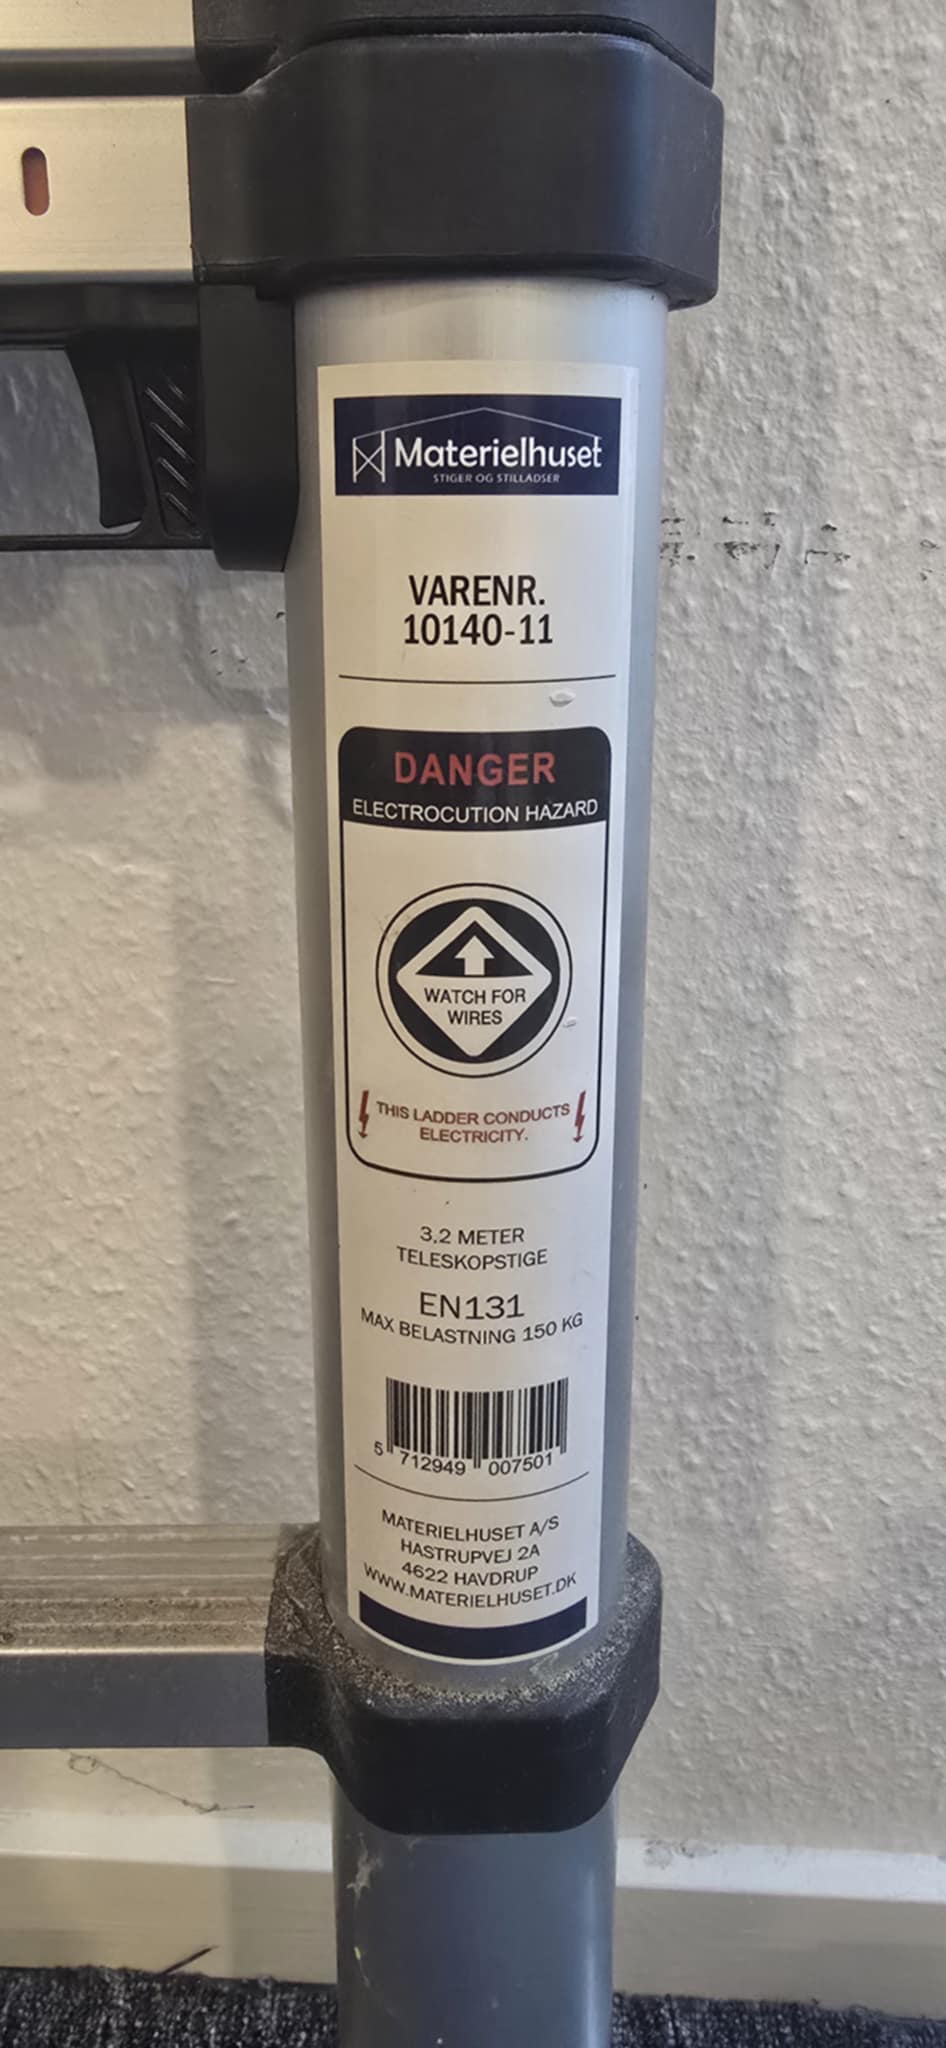 Materielhuset
STIGER OG STILLADSER
VARENR.
10140-11
DANGER
ELECTROCUTION HAZARD
WATCH FOR
WIRES
THIS LADDER CONDUCTS
ELECTRICITY.
3,2 METER
TELESKOPSTIGE
EN131
MAX BELASTNING 150 KG
5 712949 007501
MATERIELHUSET A/S
HASTRUPVEJ 2A
4622 HAVDRUP
WWW.MATERIELHUSET.DK